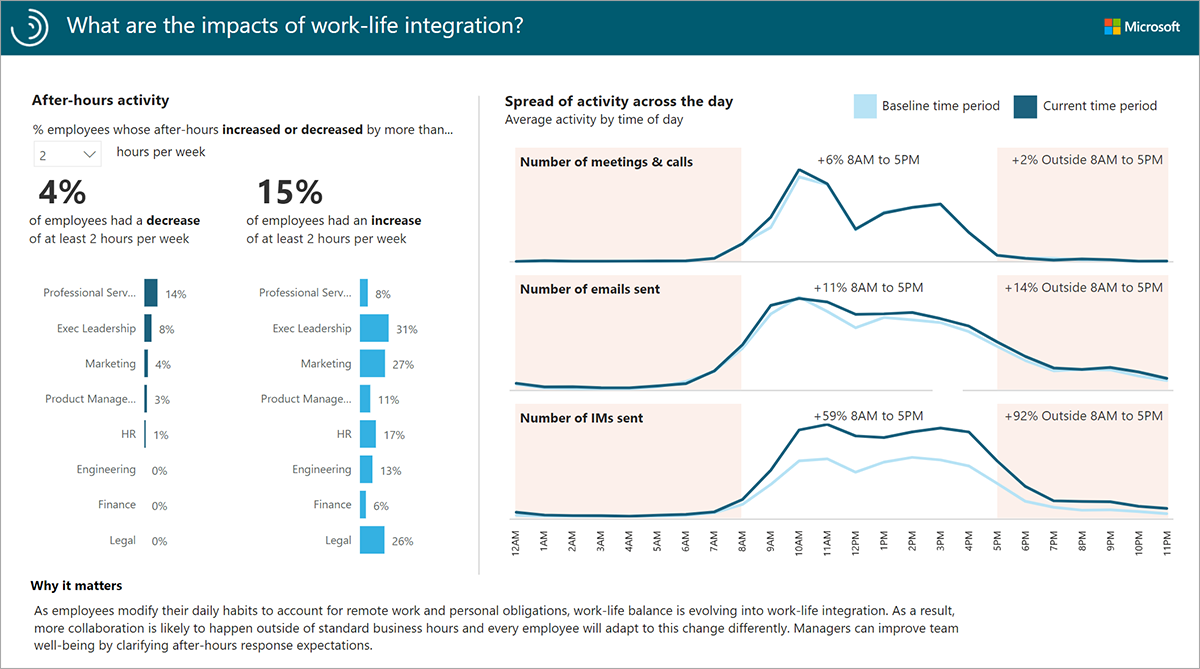 What are the impacts of work-life integration?
Microsoft
After-hours activity
% employees whose after-hours increased or decreased by more than...
2
hours per week
4%
of employees had a decrease
of at least 2 hours per week
15%
of employees had an increase
of at least 2 hours per week
Professional Serv... 14%
Exec Leadership 8%
Marketing 4%
Product Manage... 3%
HR 1%
Engineering 0%
Finance 0%
Legal 0%
Professional Serv... 8%
Exec Leadership 31%
Marketing 27%
Product Manage... 11%
HR 17%
Engineering 13%
Finance 6%
Legal 26%
Spread of activity across the day
Average activity by time of day
Baseline time period
Current time period
Number of meetings & calls
+6% 8AM to 5PM
+2% Outside 8AM to 5PM
Number of emails sent
+11% 8AM to 5PM
+14% Outside 8AM to 5PM
Number of IMs sent
+59% 8AM to 5PM
+92% Outside 8AM to 5PM
12AM 1AM 2AM 3AM 4AM 5AM 6AM 7AM 8AM 9AM 10AM 11AM 12PM 1PM 2PM 3PM 4PM 5PM 6PM 7PM 8PM 9PM 10PM 11PM
Why it matters
As employees modify their daily habits to account for remote work and personal obligations, work-life balance is evolving into work-life integration. As a result,
more collaboration is likely to happen outside of standard business hours and every employee will adapt to this change differently. Managers can improve team
well-being by clarifying after-hours response expectations.